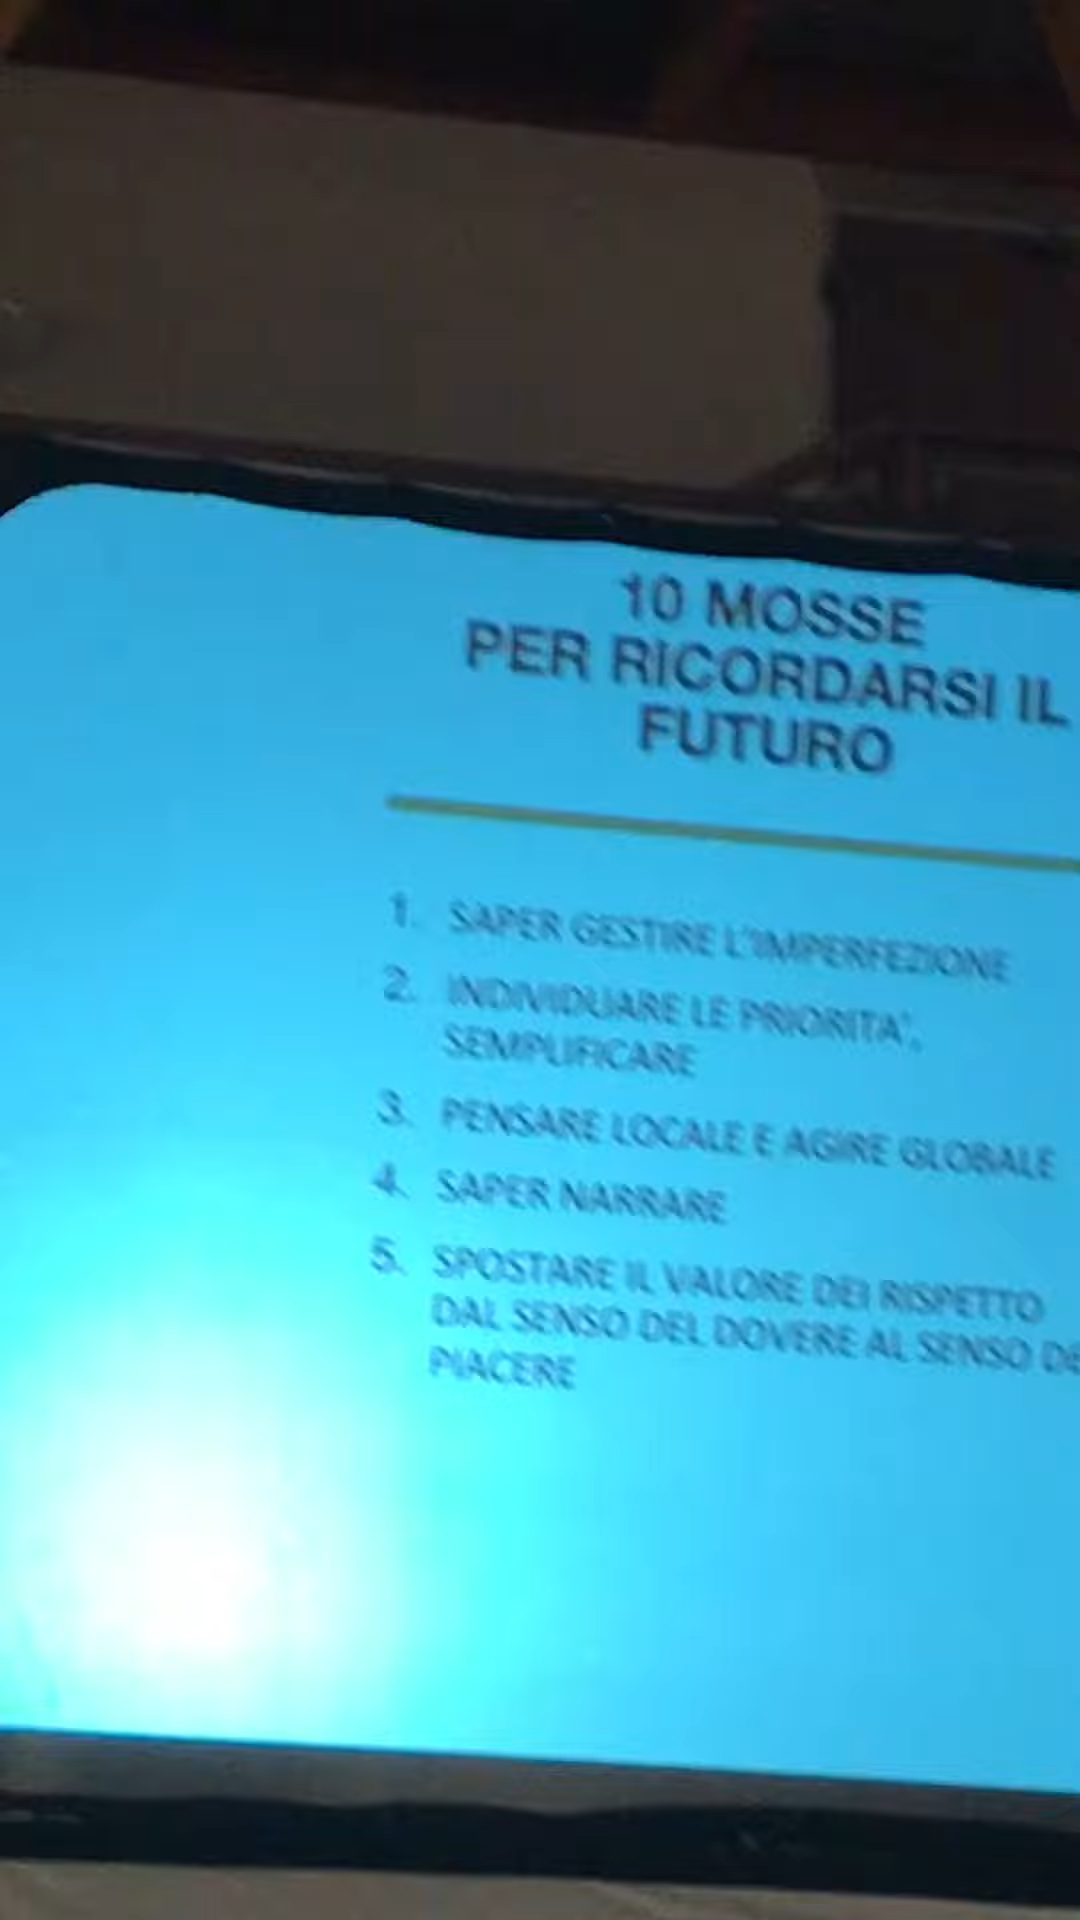 10 MOSSE
PER RICORDARSI IL
FUTURO
1. SAPER GESTIRE L'IMPERFEZIONE
2. INDIVIDUARE LE PRIORITA',
SEMPLIFICARE
3. PENSARE LOCALE E AGIRE GLOBALE
4. SAPER NARRARE
5. SPOSTARE IL VALORE DEI RISPETTO
DAL SENSO DEL DOVERE AL SENSO
PIACERE